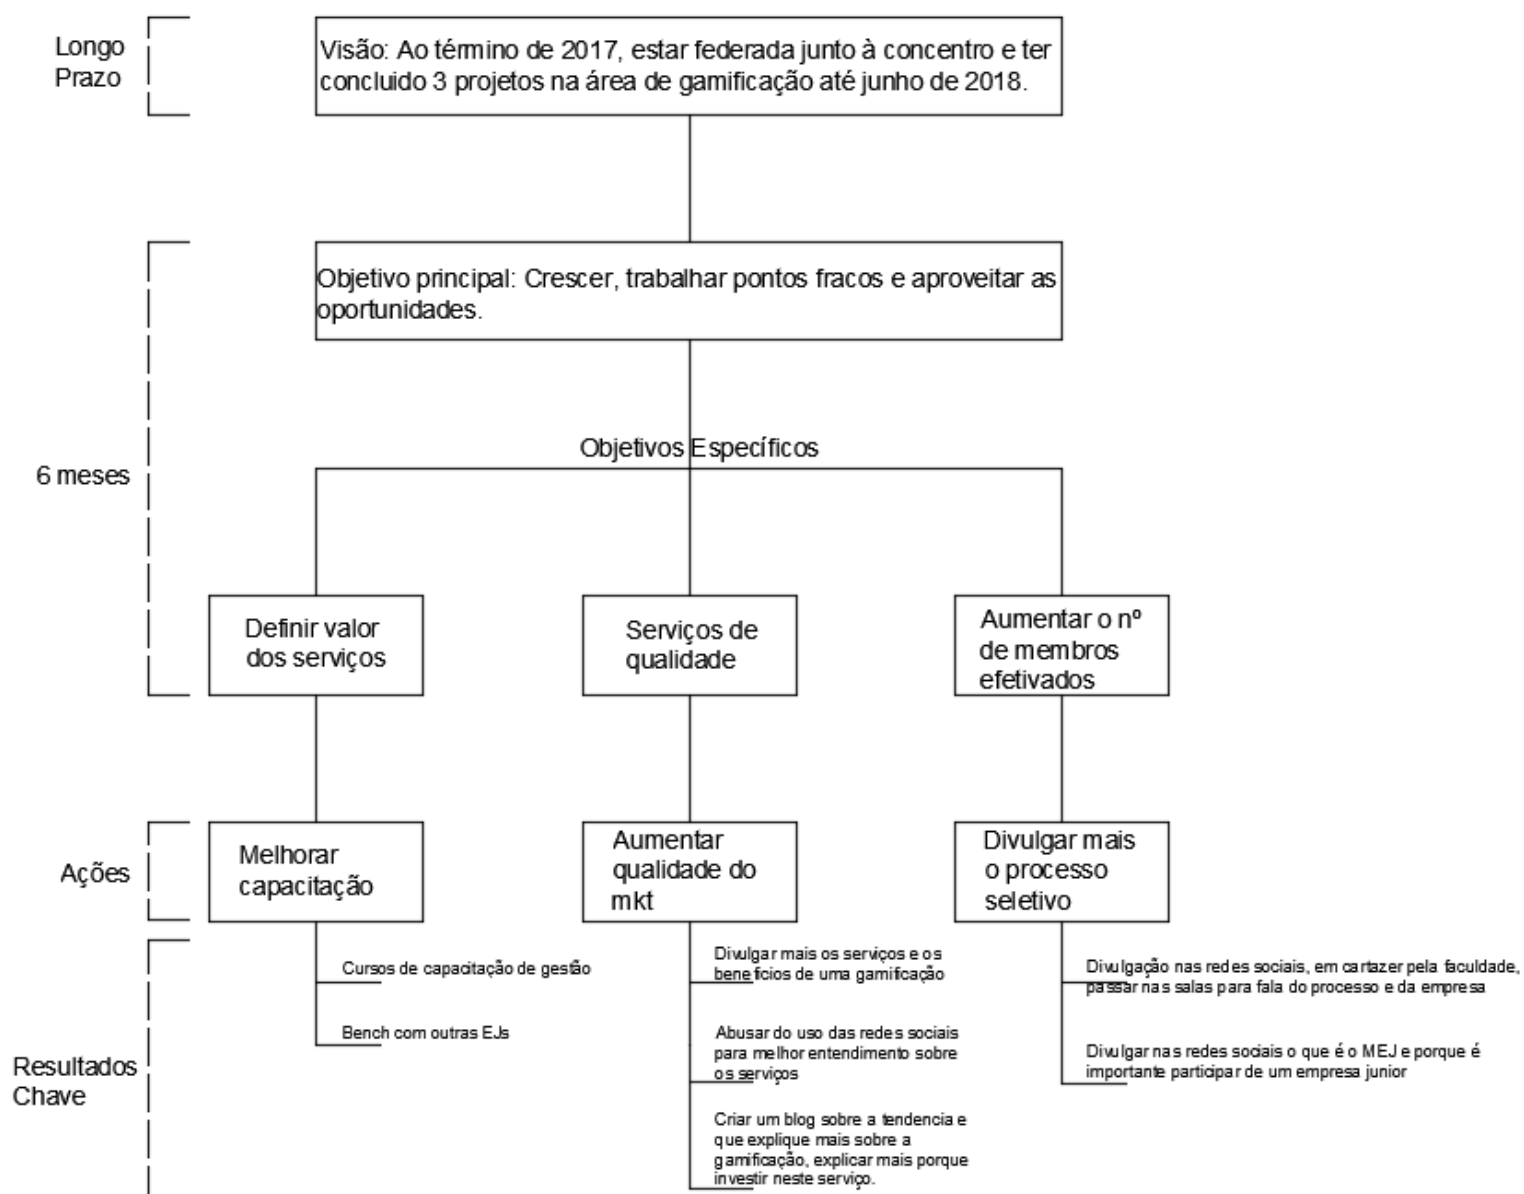 Longo
Prazo
Visão: Ao término de 2017, estar federada junto à concentro e ter
concluido 3 projetos na área de gamificação até junho de 2018.
6 meses
Objetivo principal: Crescer, trabalhar pontos fracos e aproveitar as
oportunidades.
Objetivos Específicos
Definir valor
dos serviços
Serviços de
qualidade
Aumentar o nº
de membros
efetivados
Ações
Melhorar
capacitação
Aumentar
qualidade do
mkt
Divulgar mais
o processo
seletivo
Resultados
Chave
Cursos de capacitação de gestão
Bench com outras EJs
Divulgar mais os serviços e os
beneficios de uma gamificação
Abusar do uso das redes sociais
para melhor entendimento sobre
os serviços
Criar um blog sobre a tendencia e
que explique mais sobre a
gamificação, explicar mais porque
investir neste serviço.
Divulgação nas redes sociais, em cartazer pela faculdade,
passar nas salas para fala do processo e da empresa
Divulgar nas redes sociais o que é o MEJ e porque é
importante participar de um empresa junior